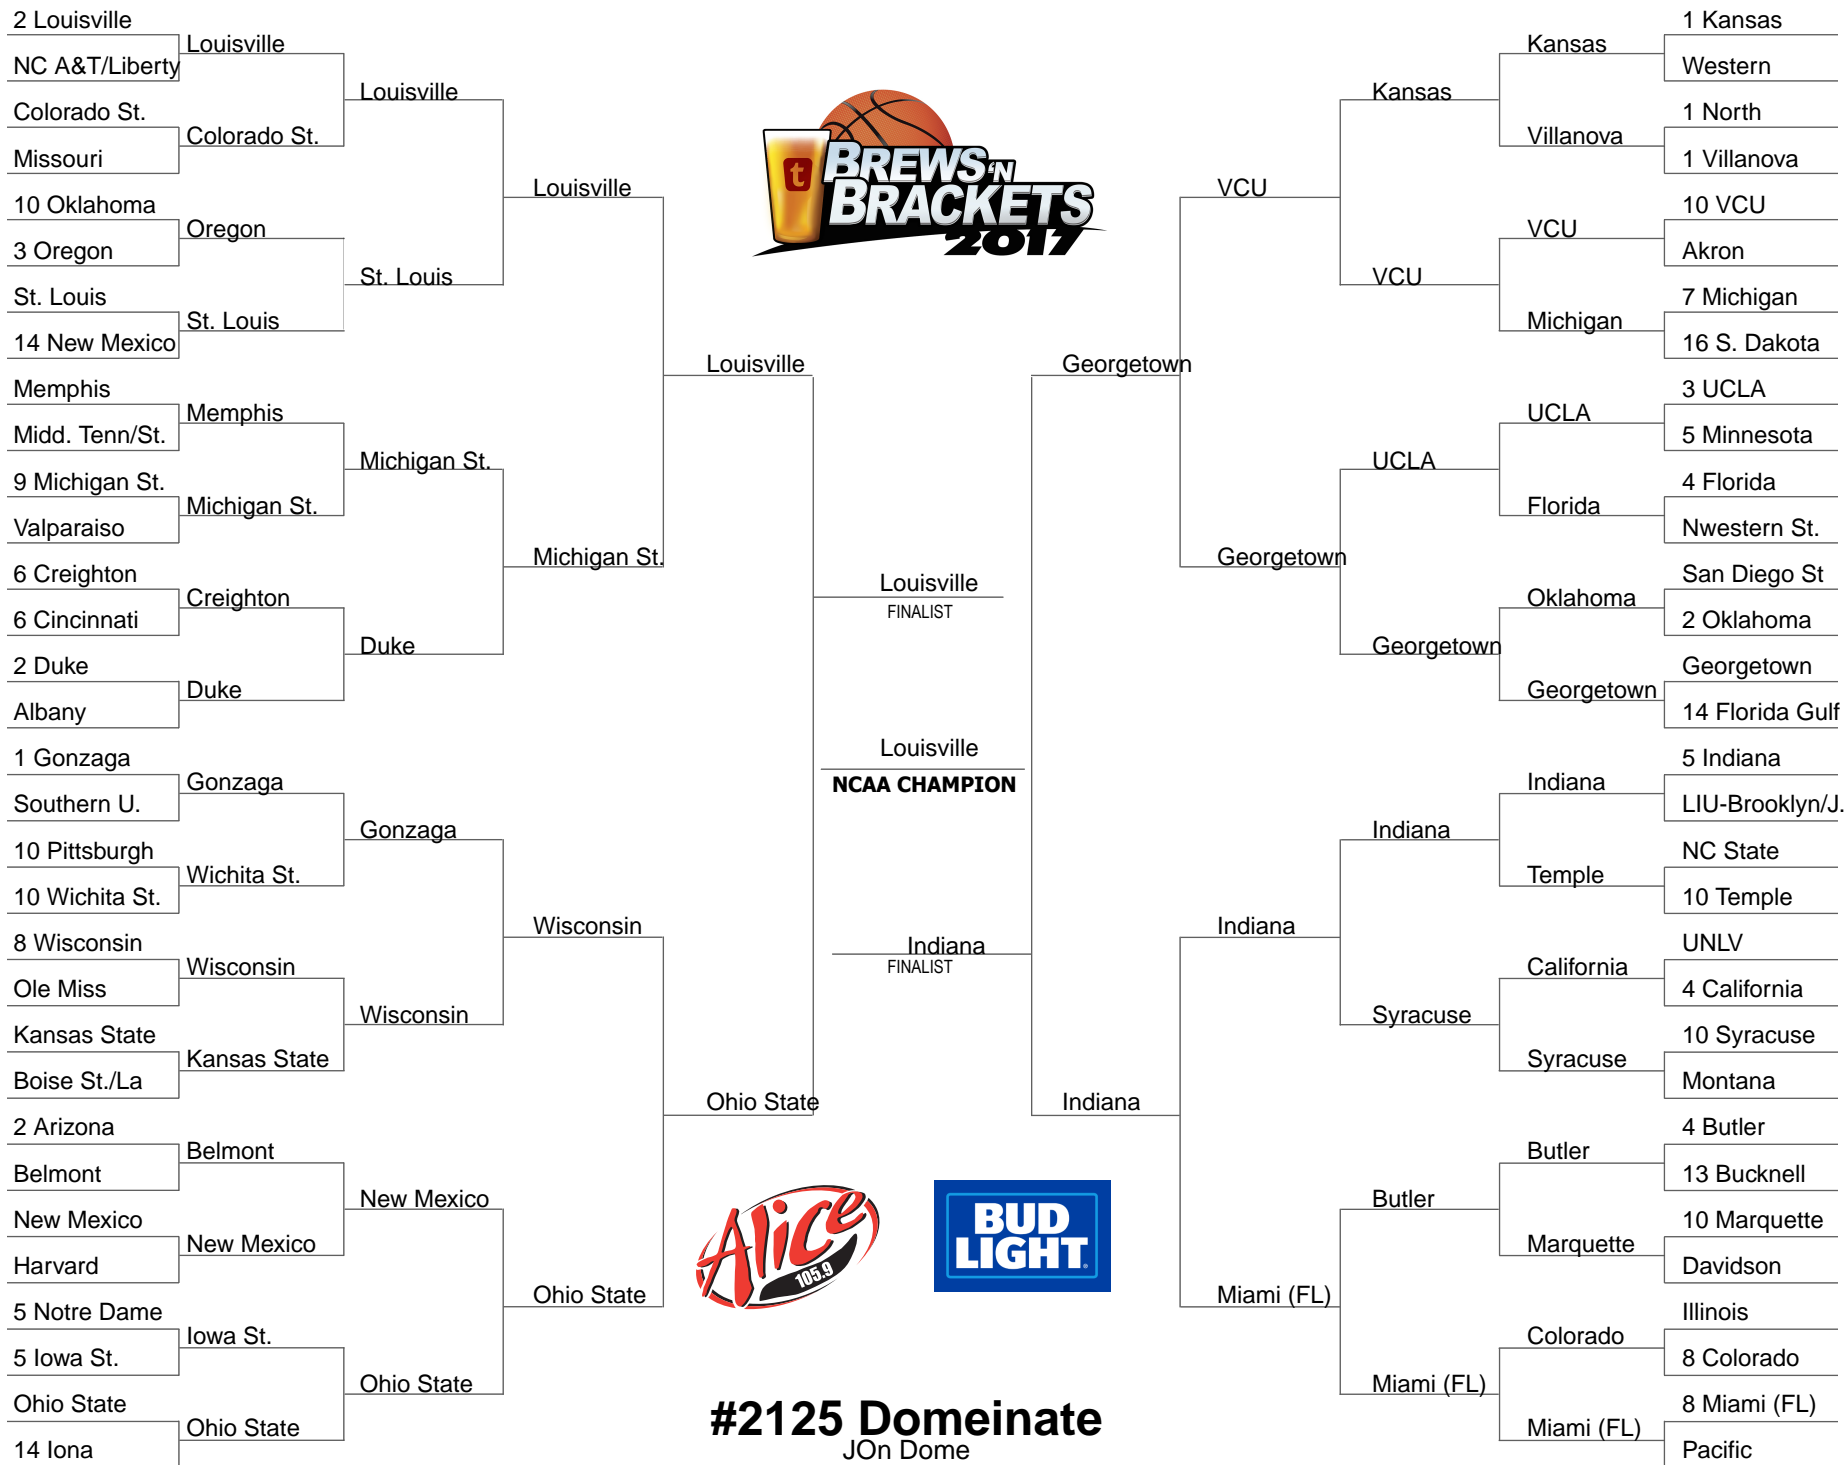 2 Louisville
NC A&T/Liberty
Colorado St.
Missouri
10 Oklahoma
3 Oregon
St. Louis
14 New Mexico
Memphis
Midd. Tenn/St.
9 Michigan St.
Valparaiso
6 Creighton
6 Cincinnati
2 Duke
Albany
1 Gonzaga
Southern U.
10 Pittsburgh
10 Wichita St.
8 Wisconsin
Ole Miss
Kansas State
Boise St./La
2 Arizona
Belmont
New Mexico
Harvard
5 Notre Dame
5 Iowa St.
Ohio State
14 Iona
Louisville
Colorado St.
Oregon
St. Louis
Memphis
Michigan St.
Creighton
Duke
Gonzaga
Wichita St.
Wisconsin
Kansas State
Belmont
New Mexico
Iowa St.
Ohio State
Louisville
St. Louis
Michigan St.
Duke
Gonzaga
Wisconsin
New Mexico
Ohio State
Louisville
Michigan St.
Wisconsin
Ohio State
Louisville
Ohio State
t
BREWS 'N
BRACKETS
2017
Louisville
FINALIST
Louisville
NCAA CHAMPION
Indiana
FINALIST
Alice
105.9
BUD
LIGHT
#2125 Domeinate
JOn Dome
Georgetown
Indiana
VCU
Georgetown
Indiana
Miami (FL)
Kansas
VCU
UCLA
Georgetown
Indiana
Syracuse
Butler
Miami (FL)
Kansas
Villanova
VCU
Michigan
UCLA
Florida
Oklahoma
Georgetown
Indiana
Temple
California
Syracuse
Butler
Marquette
Colorado
Miami (FL)
1 Kansas
Western
1 North
1 Villanova
10 VCU
Akron
7 Michigan
16 S. Dakota
3 UCLA
5 Minnesota
4 Florida
Nwestern St.
San Diego St
2 Oklahoma
Georgetown
14 Florida Gulf
5 Indiana
LIU-Brooklyn/J.
NC State
10 Temple
UNLV
4 California
10 Syracuse
Montana
4 Butler
13 Bucknell
10 Marquette
Davidson
Illinois
8 Colorado
8 Miami (FL)
Pacific